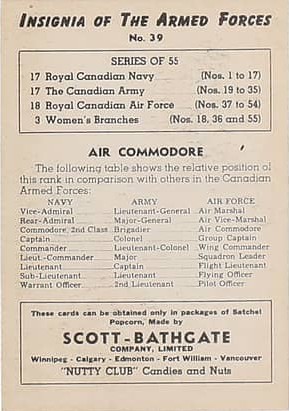 INSIGNIA OF THE ARMED FORCES
No. 39
SERIES OF 55
17 Royal Canadian Navy (Nos. 1 to 17)
17 The Canadian Army (Nos. 19 to 35)
18 Royal Canadian Air Force (Nos. 37 to 54)
3 Women's Branches (Nos. 18, 36 and 55)
AIR COMMODORE
The following table shows the relative position of
this rank in comparison with others in the Canadian
Armed Forces:
NAVY ARMY AIR FORCE
Vice-Admiral Lieutenant-General Air Marshal
Rear-Admiral Major-General Air Vice-Marshal
Commodore, 2nd Class Brigadier Air Commodore
Captain Colonel Group Captain
Commander Lieutenant-Colonel Wing Commander
Lieut.-Commander Major Squadron Leader
Lieutenant Captain Flight Lieutenant
Sub-Lieutenant Lieutenant Flying Officer
Warrant Officer 2nd Lieutenant Pilot Officer
These cards can be obtained only in packages of Satchel
Popcorn, Made by
SCOTT-BATHGATE
COMPANY, LIMITED
Winnipeg - Calgary - Edmonton - Fort William - Vancouver
"NUTTY CLUB" Candies and Nuts